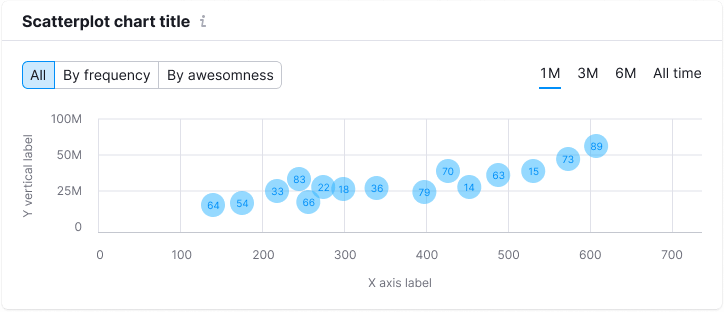 Scatterplot chart title i
All By frequency By awesomness 1M 3M 6M All time
Y vertical label
100M
50M
25M
0
64 54 33 83 66 22 18 36 79 70 14 63 15 73 89
0 100 200 300 400 500 600 700
X axis label